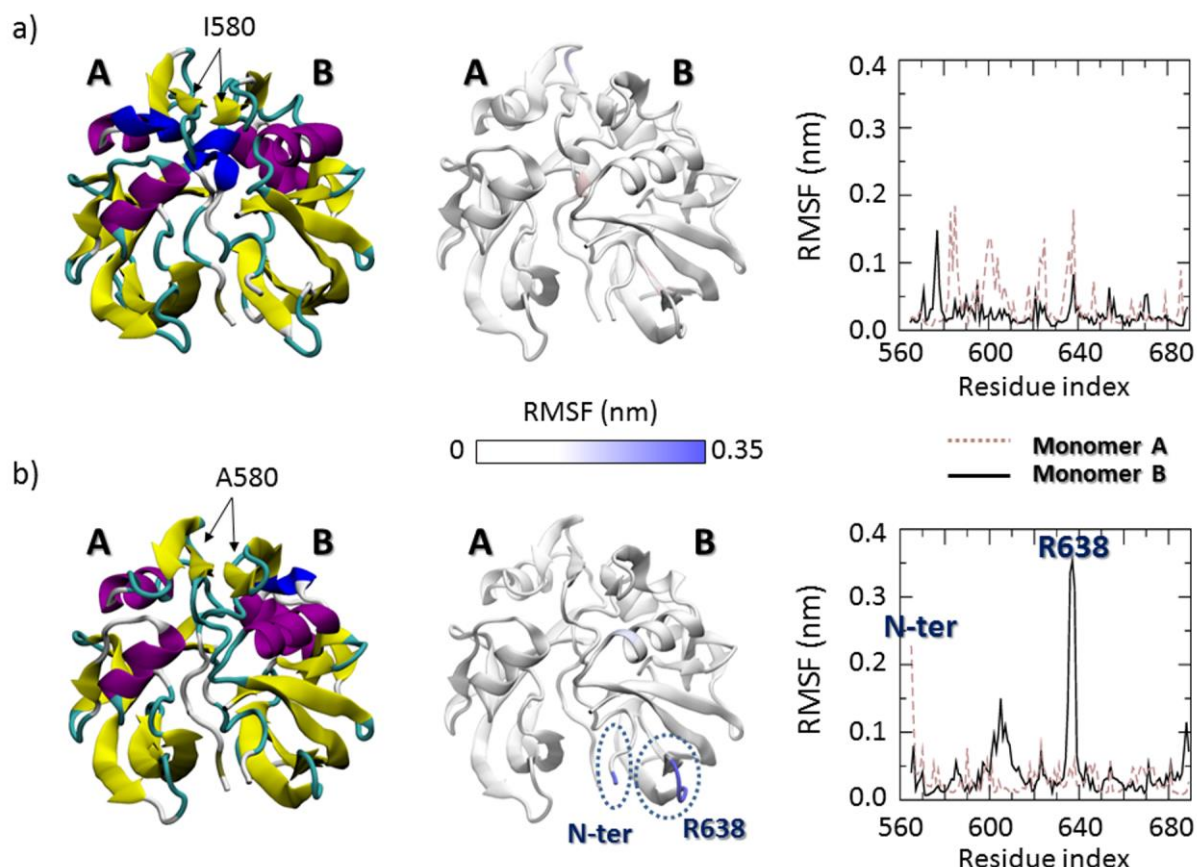 a)
I580
A
B
A
B
RMSF (nm)
0.4
0.3
0.2
0.1
0.0
560
600
640
680
Residue index
RMSF (nm)
0
0.35
Monomer A
Monomer B
b)
A580
A
B
A
B
N-ter
R638
RMSF (nm)
0.4
0.3
0.2
0.1
0.0
R638
N-ter
560
600
640
680
Residue index